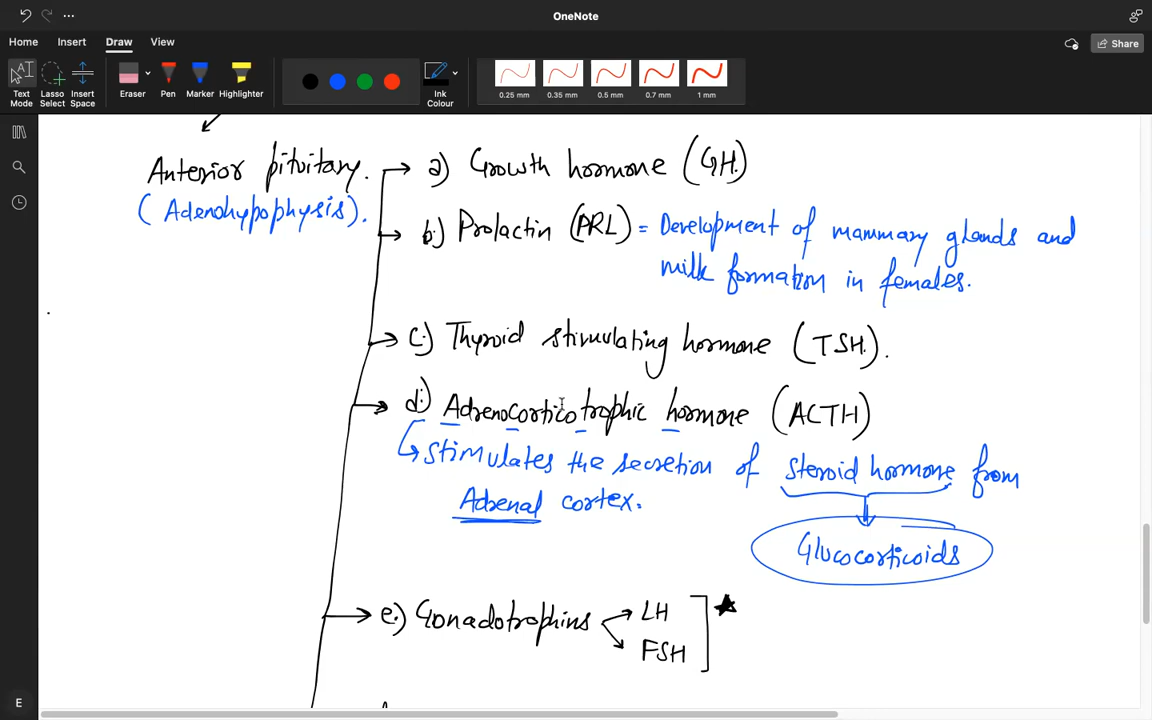 OneNote
Home Insert Draw View
Share
Text Mode
Lasso Select
Insert Space
Eraser
Pen
Marker
Highlighter
Ink Colour
0.25 mm
0.35 mm
0.5 mm
0.7 mm
1 mm
Anterior pituitary.
(Adenohypophysis).
a) Growth hormone (GH)
b) Prolactin (PRL) = Development of mammary glands and
milk formation in females.
c) Thyroid stimulating hormone (TSH).
d) Adrenocorticotrophic hormone (ACTH)
Stimulates the secretion of steroid hormone from
Adrenal cortex.
Glucocorticoids
e) Gonadotrophins
LH
FSH
E